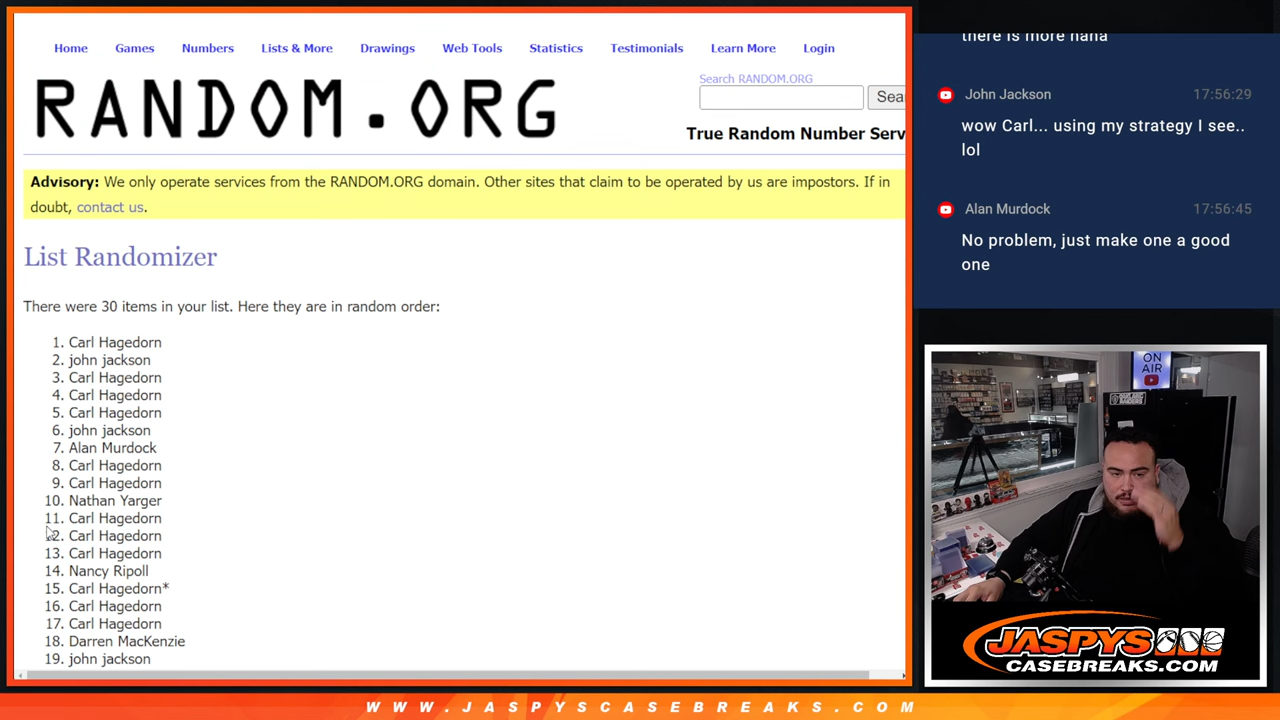 Home Games Numbers Lists & More Drawings Web Tools Statistics Testimonials Learn More Login
RANDOM.ORG
Search RANDOM.ORG
Sea
True Random Number Serv
Advisory: We only operate services from the RANDOM.ORG domain. Other sites that claim to be operated by us are impostors. If in
doubt, contact us.
List Randomizer
There were 30 items in your list. Here they are in random order:
1. Carl Hagedorn
2. john jackson
3. Carl Hagedorn
4. Carl Hagedorn
5. Carl Hagedorn
6. john jackson
7. Alan Murdock
8. Carl Hagedorn
9. Carl Hagedorn
10. Nathan Yarger
11. Carl Hagedorn
12. Carl Hagedorn
13. Carl Hagedorn
14. Nancy Ripoll
15. Carl Hagedorn*
16. Carl Hagedorn
17. Carl Hagedorn
18. Darren MacKenzie
19. john jackson
there is more haha
John Jackson 17:56:29
wow Carl... using my strategy I see..
lol
Alan Murdock 17:56:45
No problem, just make one a good
one
ON
AIR
JASPYS
CASEBREAKS.COM
WWW.JASPYSCASEBREAKS.COM